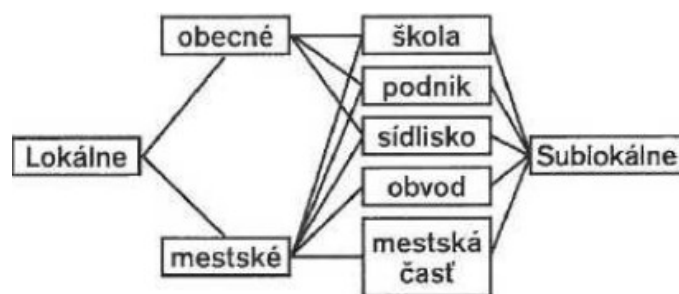 obecné
škola
podnik
Lokálne
sídlisko
Sublokálne
obvod
mestské
mestská
časť